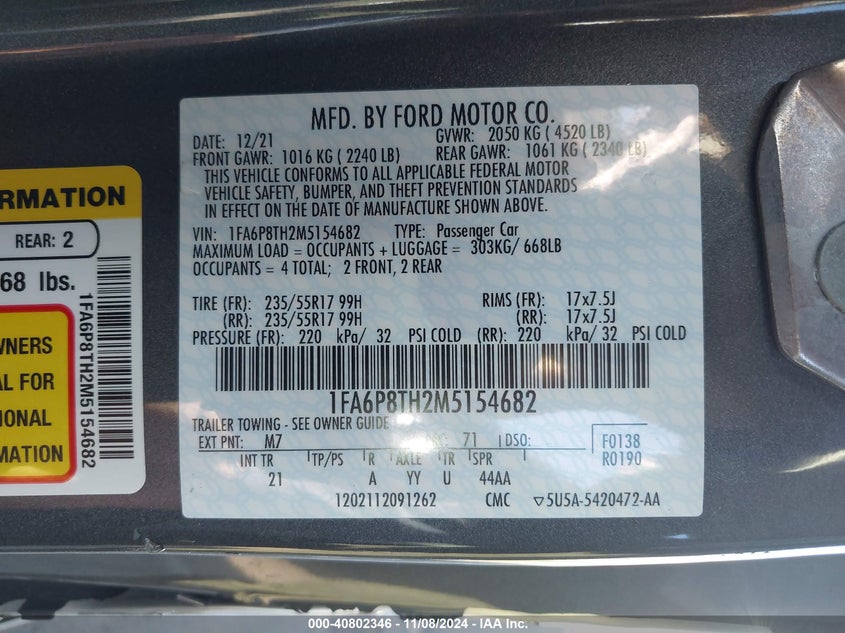 MFD. BY FORD MOTOR CO.
DATE: 12/21 GVWR: 2050 KG ( 4520 LB)
FRONT GAWR: 1016 KG ( 2240 LB) REAR GAWR: 1061 KG ( 2340 LB)
THIS VEHICLE CONFORMS TO ALL APPLICABLE FEDERAL MOTOR
VEHICLE SAFETY, BUMPER, AND THEFT PREVENTION STANDARDS
IN EFFECT ON THE DATE OF MANUFACTURE SHOWN ABOVE.
VIN: 1FA6P8TH2M5154682 TYPE: Passenger Car
MAXIMUM LOAD = OCCUPANTS + LUGGAGE = 303KG/ 668LB
OCCUPANTS = 4 TOTAL; 2 FRONT, 2 REAR
TIRE (FR): 235/55R17 99H RIMS (FR): 17x7.5J
(RR): 235/55R17 99H (RR): 17x7.5J
PRESSURE (FR): 220 kPa/ 32 PSI COLD (RR): 220 kPa/ 32 PSI COLD
1FA6P8TH2M5154682
TRAILER TOWING - SEE OWNER GUIDE
EXT PNT: M7 71 DSO: F0138
R0190
INT TR TP/PS R AXLE TR SPR
21 A YY U 44AA
1202112091262 CMC ▽5U5A-5420472-AA
RMATION
REAR: 2
68 lbs.
WNERS
AL FOR
IONAL
MATION
1FA6P8TH2M5154682
000-40802346 - 11/08/2024 - IAA Inc.